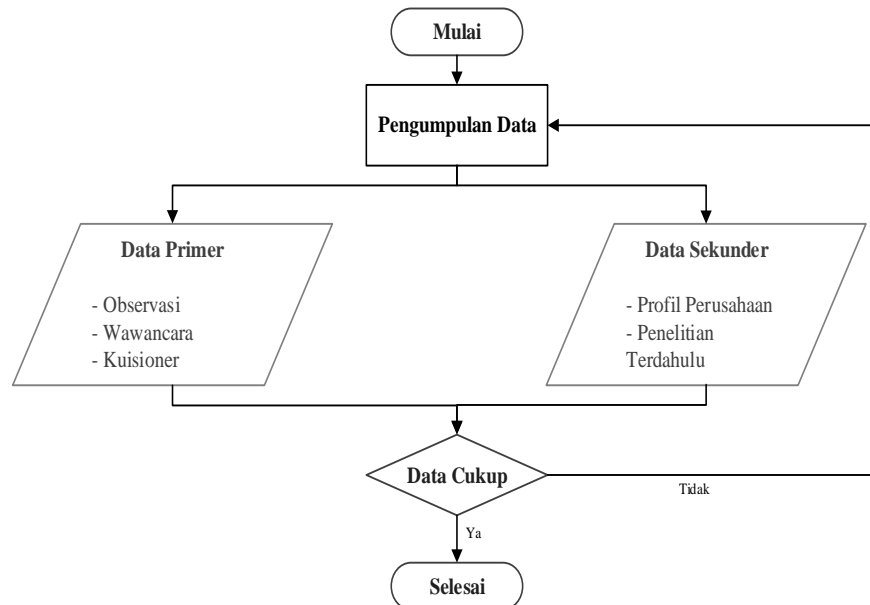 Mulai
Pengumpulan Data
Data Primer
- Observasi
- Wawancara
- Kuisioner
Data Sekunder
- Profil Perusahaan
- Penelitian
Terdahulu
Data Cukup
Tidak
Ya
Selesai